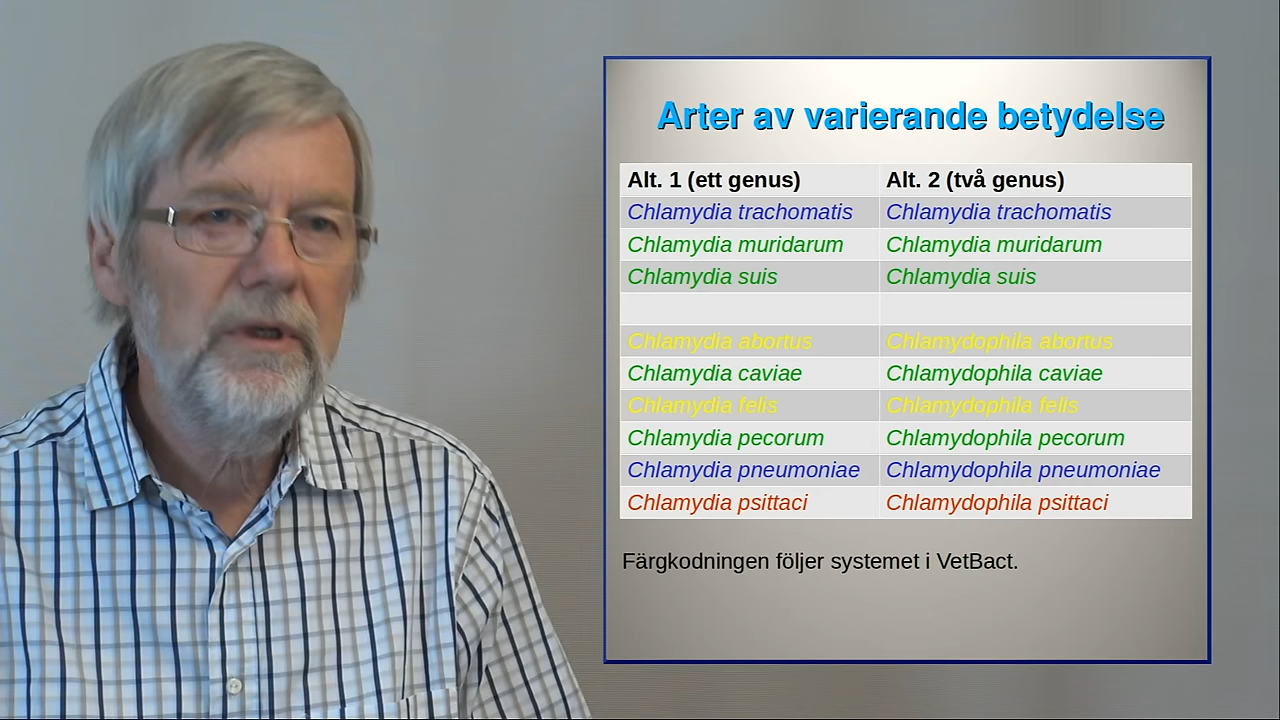 Arter av varierande betydelse
Alt. 1 (ett genus) Alt. 2 (två genus)
Chlamydia trachomatis Chlamydia trachomatis
Chlamydia muridarum Chlamydia muridarum
Chlamydia suis Chlamydia suis
Chlamydia abortus Chlamydophila abortus
Chlamydia caviae Chlamydophila caviae
Chlamydia felis Chlamydophila felis
Chlamydia pecorum Chlamydophila pecorum
Chlamydia pneumoniae Chlamydophila pneumoniae
Chlamydia psittaci Chlamydophila psittaci
Färgkodningen följer systemet i VetBact.